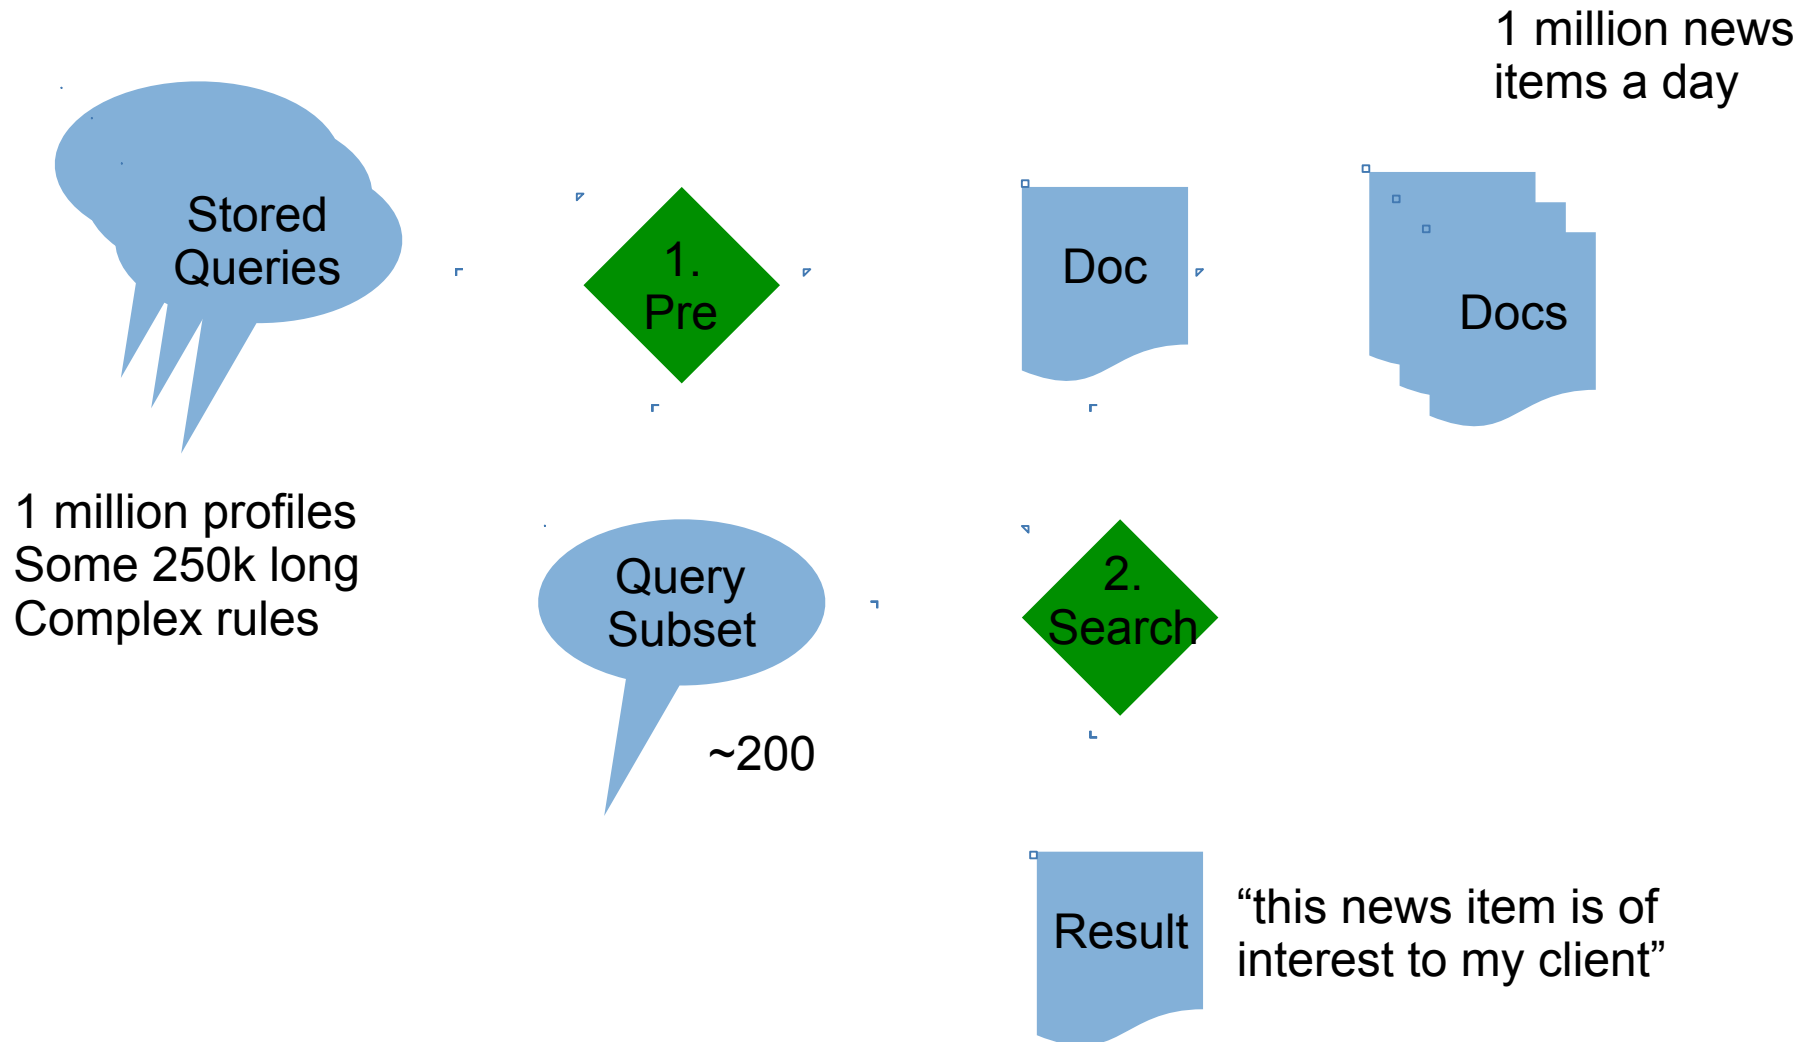 1 million news
items a day
Stored
Queries
1.
Pre
Doc
Docs
1 million profiles
Some 250k long
Complex rules
Query
Subset
~200
2.
Search
Result
“this news item is of
interest to my client”